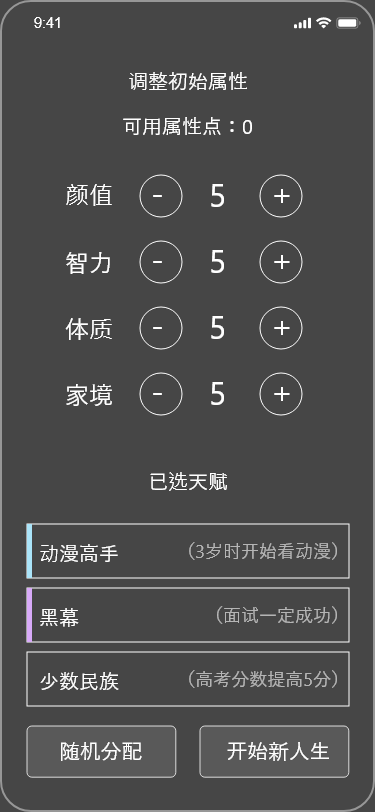 9:41
调整初始属性
可用属性点：0
颜值 - 5 +
智力 - 5 +
体质 - 5 +
家境 - 5 +
已选天赋
动漫高手 （3岁时开始看动漫）
黑幕 （面试一定成功）
少数民族 （高考分数提高5分）
随机分配 开始新人生